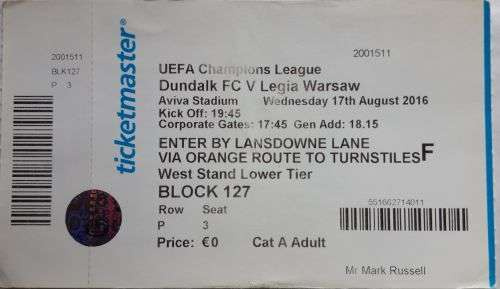 2001511
BLK127
P 3
ticketmaster®
2001511
UEFA Champions League
Dundalk FC V Legia Warsaw
Aviva Stadium Wednesday 17th August 2016
Kick Off: 19:45
Corporate Gates: 17:45 Gen Add: 18.15
ENTER BY LANSDOWNE LANE
VIA ORANGE ROUTE TO TURNSTILES F
West Stand Lower Tier
BLOCK 127
Row Seat
P 3
Price: €0 Cat A Adult
551662714011
Mr Mark Russell